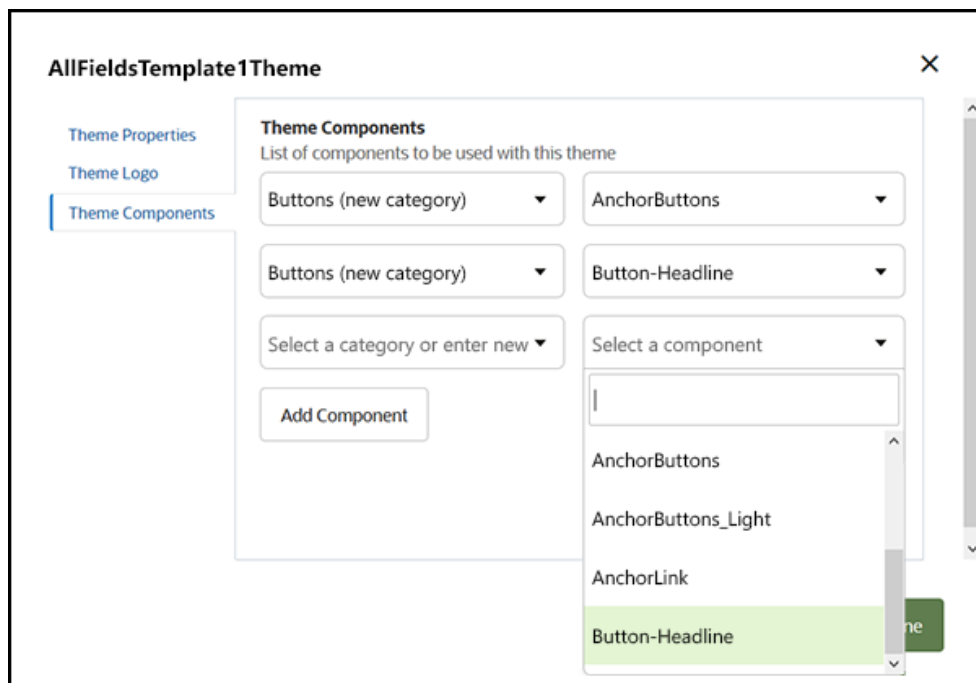 AllFieldsTemplate1Theme
Theme Properties
Theme Logo
Theme Components
Theme Components
List of components to be used with this theme
Buttons (new category)
AnchorButtons
Buttons (new category)
Button-Headline
Select a category or enter new
Select a component
Add Component
AnchorButtons
AnchorButtons_Light
AnchorLink
Button-Headline